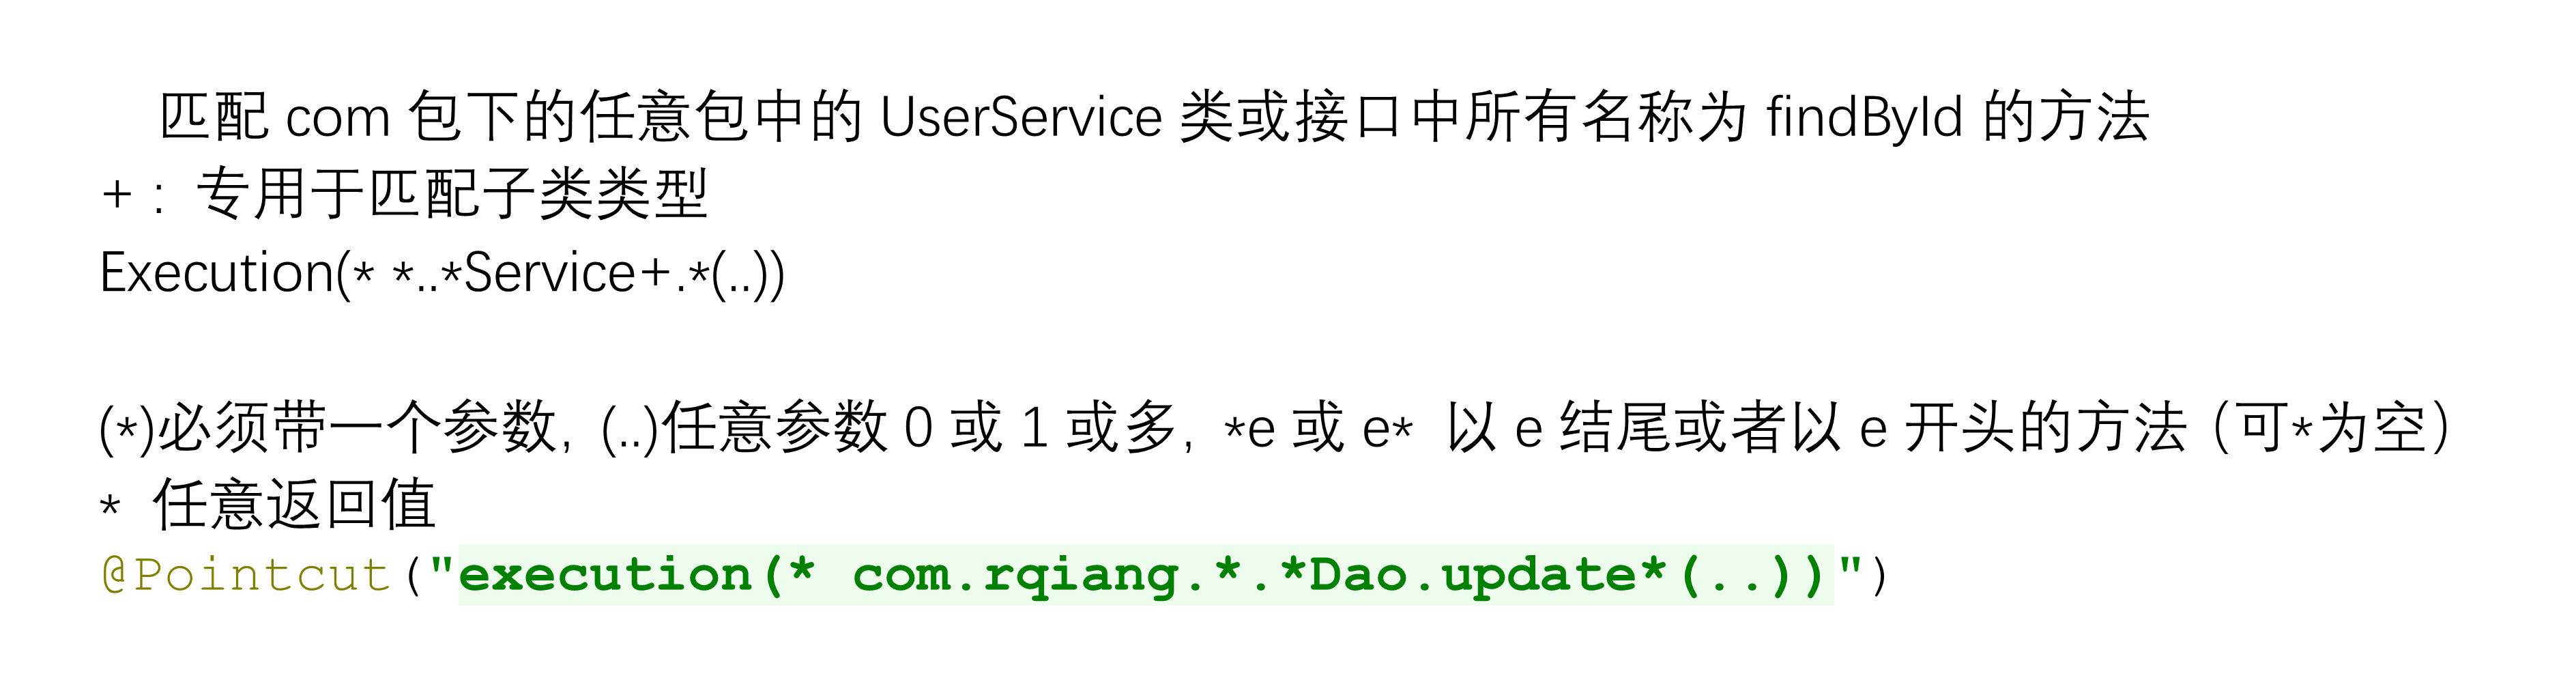 匹配 com 包下的任意包中的 UserService 类或接口中所有名称为 findById 的方法
+ : 专用于匹配子类类型
Execution(* *..*Service+.*(..))
(*)必须带一个参数，(..)任意参数 0 或 1 或多，*e 或 e* 以 e 结尾或者以 e 开头的方法（可*为空）
* 任意返回值
@Pointcut("execution(* com.rqiang.*.*Dao.update*(..))")